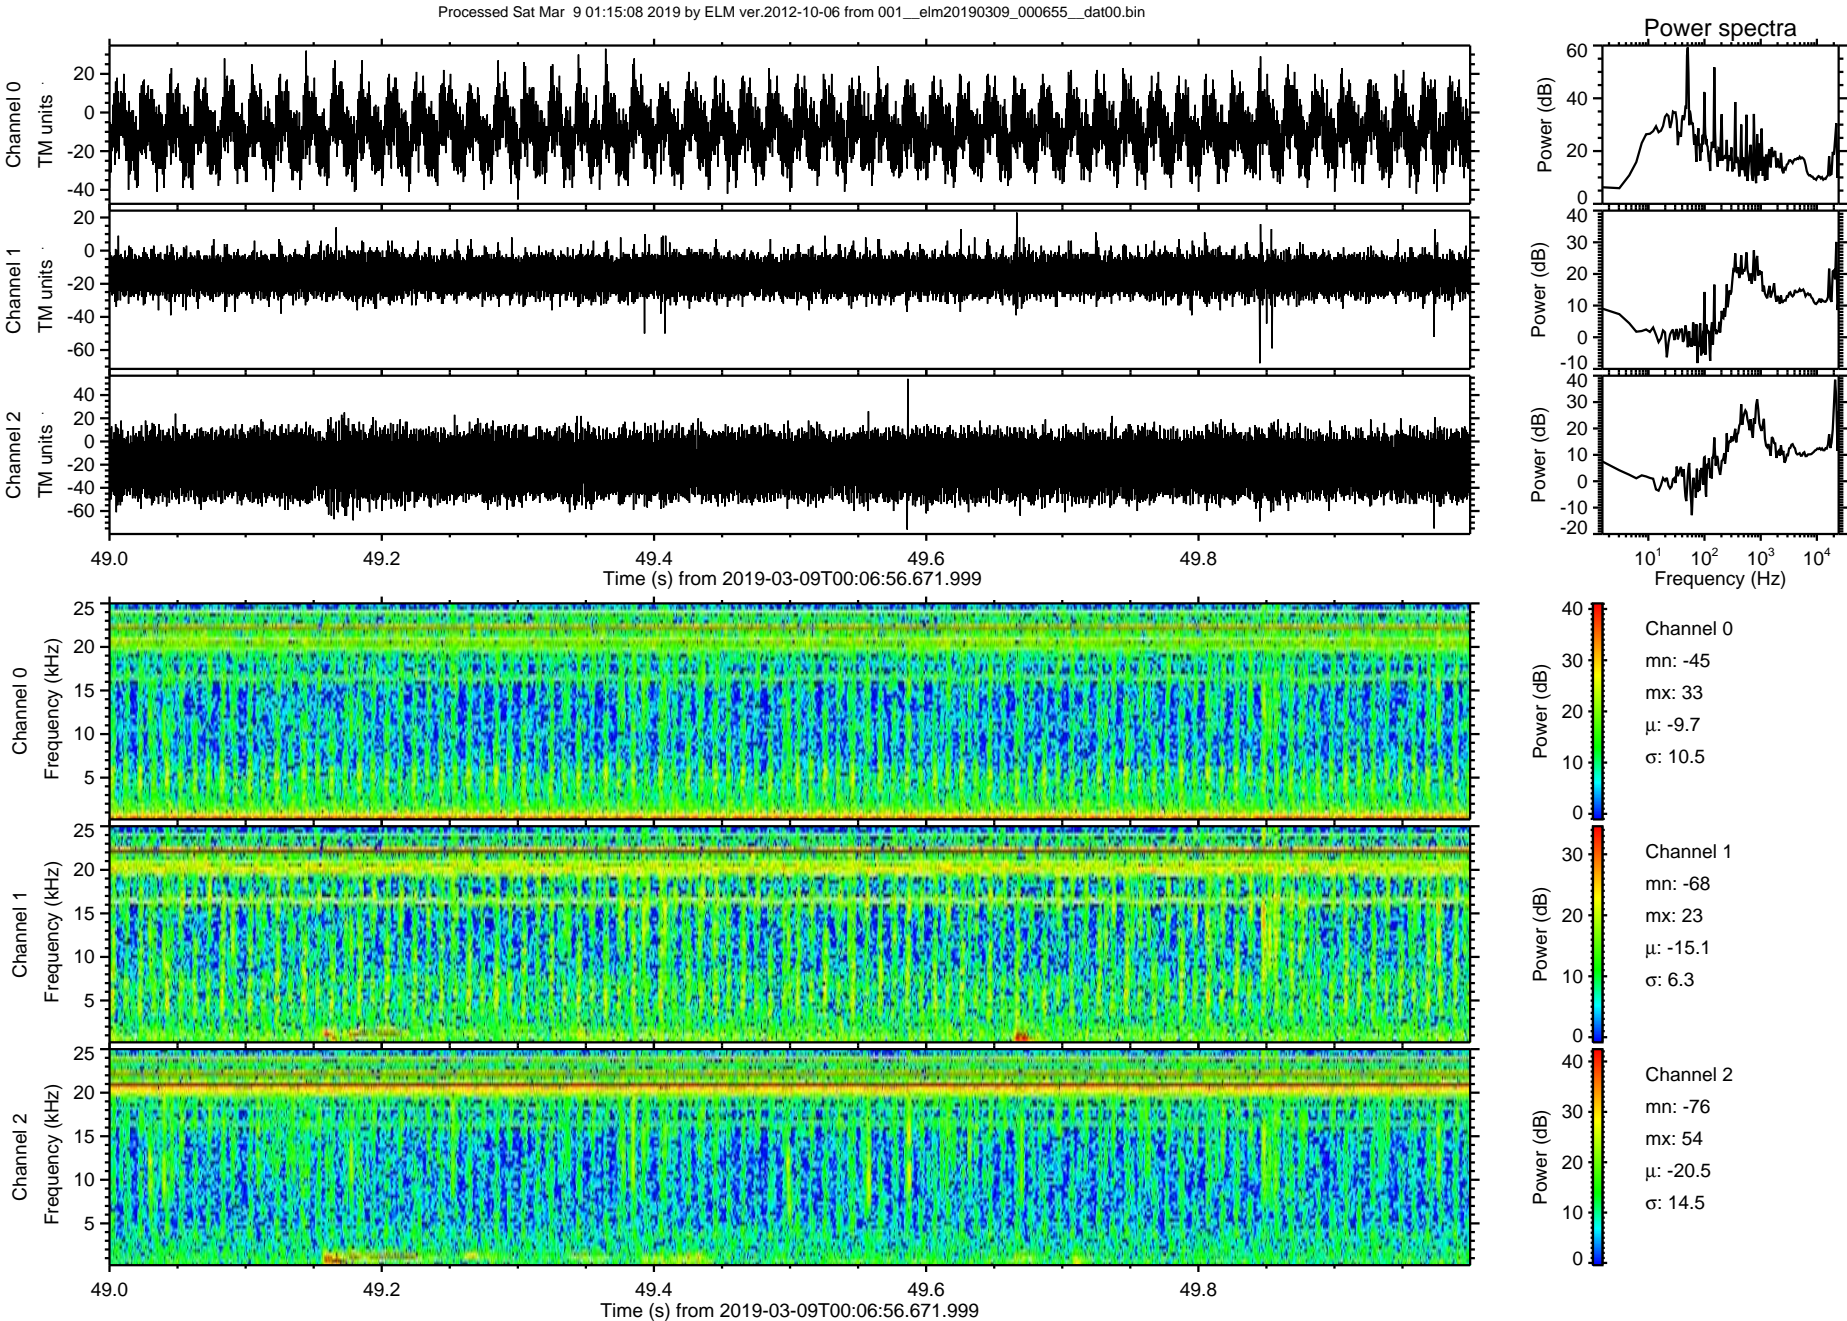 Processed Sat Mar 9 01:15:08 2019 by ELM ver.2012-10-06 from 001__elm20190309_000655__dat00.bin
Power spectra
Channel 0
TM units
20
0
-20
-40
Power (dB)
60
40
20
0
Channel 1
TM units
20
0
-20
-40
-60
Power (dB)
40
30
20
10
0
-10
Channel 2
TM units
40
20
0
-20
-40
-60
Power (dB)
40
30
20
10
0
-10
-20
49.0 49.2 49.4 49.6 49.8
Time (s) from 2019-03-09T00:06:56.671.999
10¹ 10² 10³ 10⁴
Frequency (Hz)
Channel 0
Frequency (kHz)
25
20
15
10
5
Power (dB)
40
30
20
10
0
Channel 0
mn: -45
mx: 33
μ: -9.7
σ: 10.5
Channel 1
Frequency (kHz)
25
20
15
10
5
Power (dB)
30
20
10
0
Channel 1
mn: -68
mx: 23
μ: -15.1
σ: 6.3
Channel 2
Frequency (kHz)
25
20
15
10
5
Power (dB)
40
30
20
10
0
Channel 2
mn: -76
mx: 54
μ: -20.5
σ: 14.5
49.0 49.2 49.4 49.6 49.8
Time (s) from 2019-03-09T00:06:56.671.999